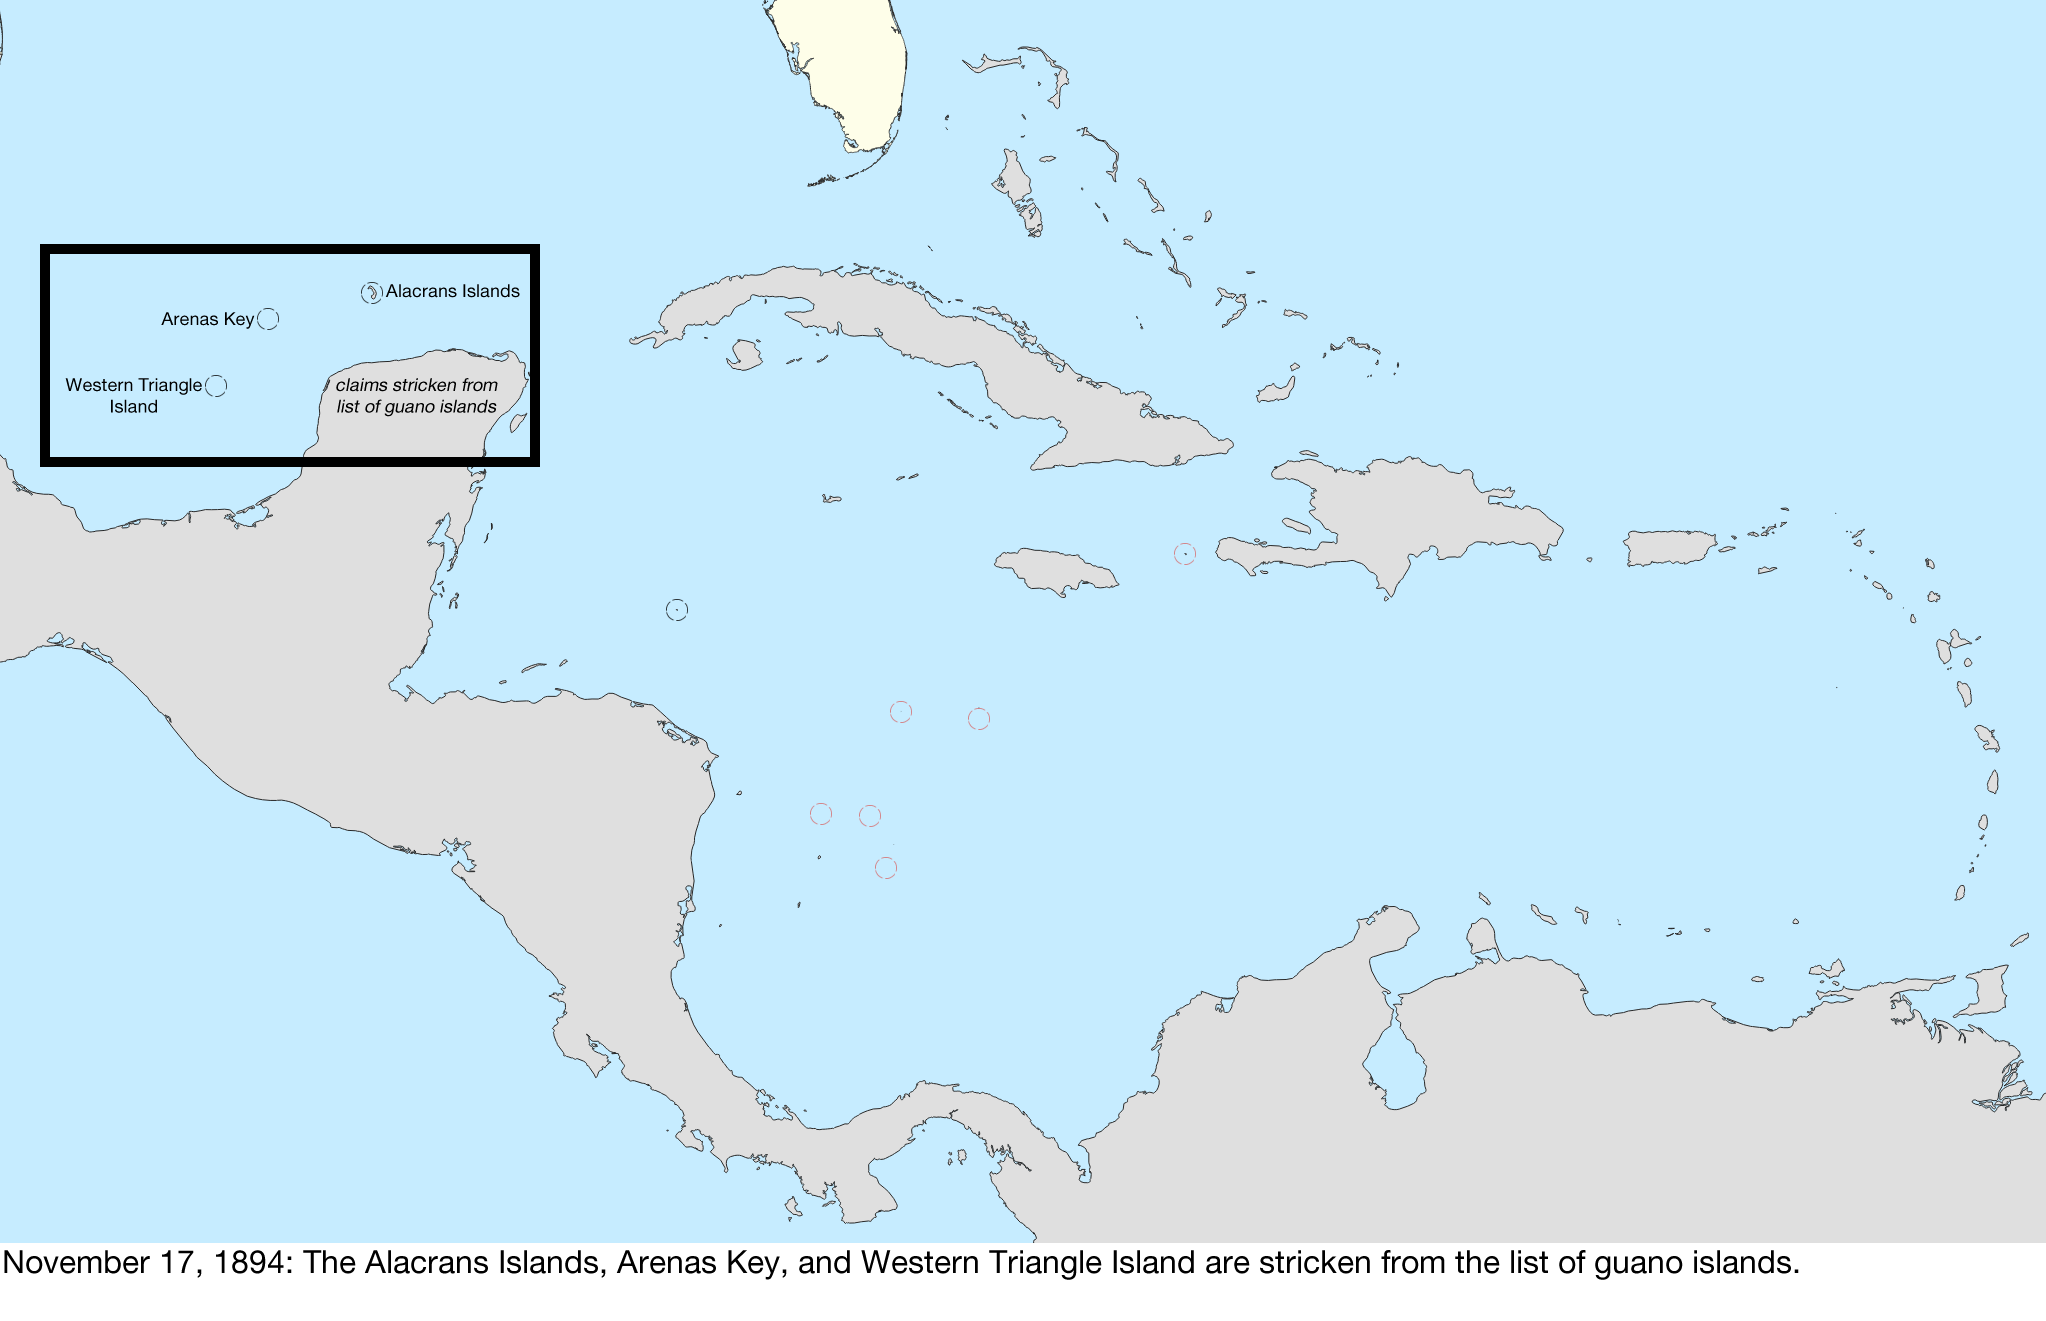 Alacrans Islands
Arenas Key
Western Triangle
Island
claims stricken from
list of guano islands
November 17, 1894: The Alacrans Islands, Arenas Key, and Western Triangle Island are stricken from the list of guano islands.